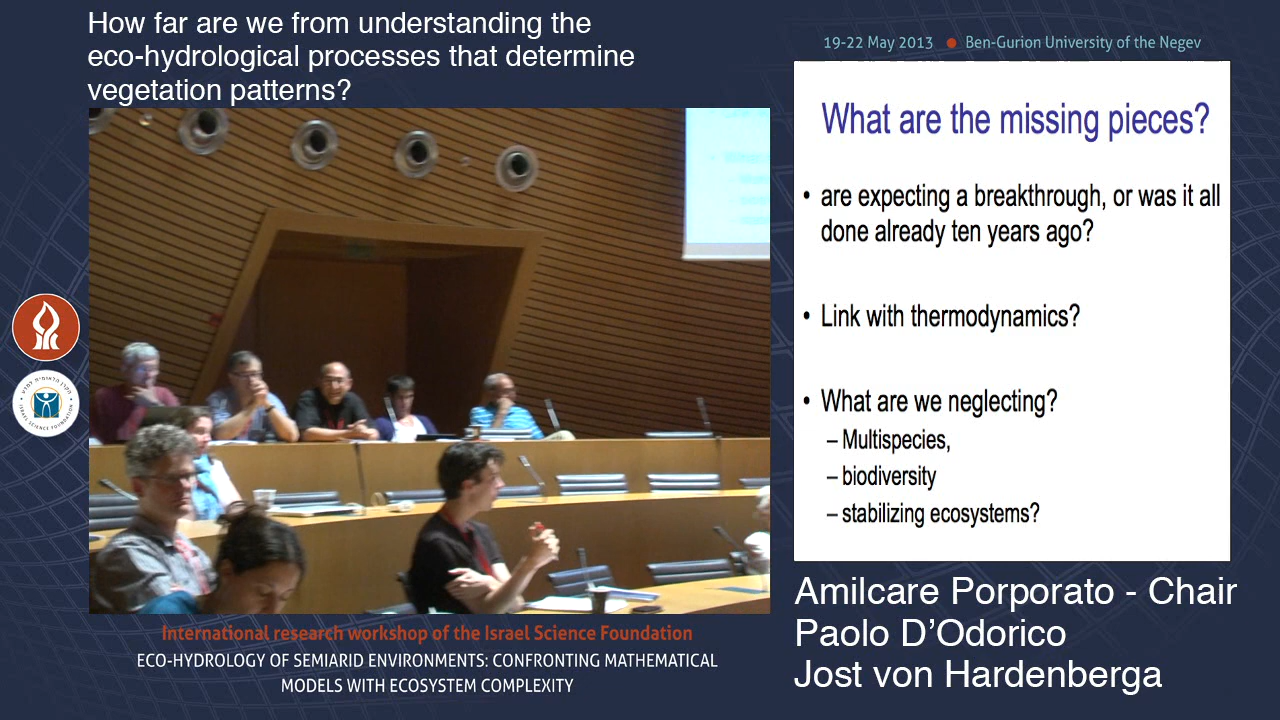 How far are we from understanding the
eco-hydrological processes that determine
vegetation patterns?
19-22 May 2013 ● Ben-Gurion University of the Negev
What are the missing pieces?
• are expecting a breakthrough, or was it all
done already ten years ago?
• Link with thermodynamics?
• What are we neglecting?
– Multispecies,
– biodiversity
– stabilizing ecosystems?
Amilcare Porporato - Chair
Paolo D'Odorico
Jost von Hardenberga
International research workshop of the Israel Science Foundation
ECO-HYDROLOGY OF SEMIARID ENVIRONMENTS: CONFRONTING MATHEMATICAL
MODELS WITH ECOSYSTEM COMPLEXITY
ISRAEL SCIENCE FOUNDATION